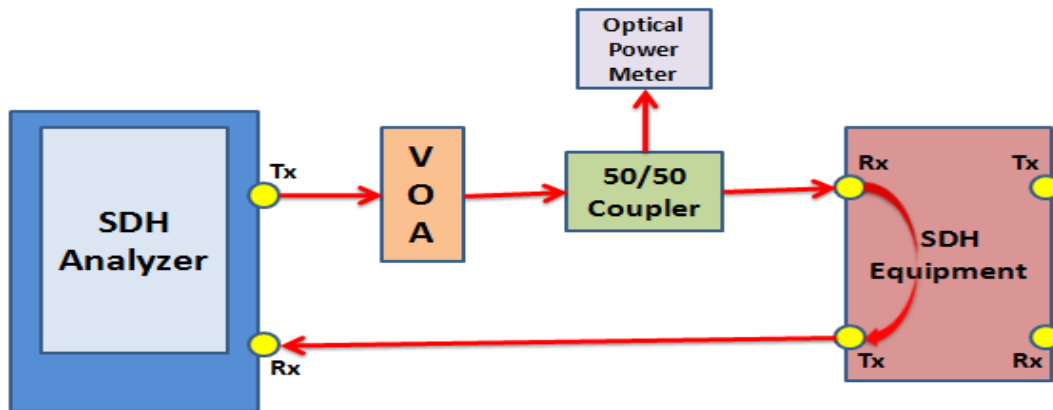 Optical
Power
Meter
SDH
Analyzer
Tx
Rx
V
O
A
50/50
Coupler
Rx
Tx
SDH
Equipment
Tx
Rx